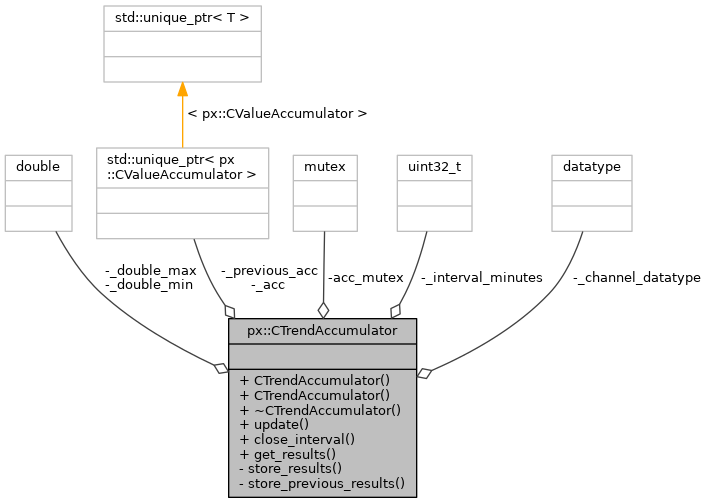 std::unique_ptr< T >
< px::CValueAccumulator >
double
std::unique_ptr< px
::CValueAccumulator >
mutex
uint32_t
datatype
-_double_max
-_double_min
-_previous_acc
-_acc
-acc_mutex
-_interval_minutes
-_channel_datatype
px::CTrendAccumulator
+ CTrendAccumulator()
+ CTrendAccumulator()
+ ~CTrendAccumulator()
+ update()
+ close_interval()
+ get_results()
- store_results()
- store_previous_results()